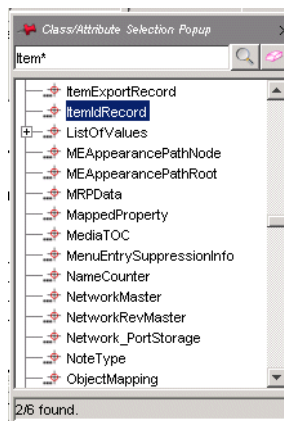 Class/Attribute Selection Popup
Item*
ItemExportRecord
ItemIdRecord
ListOfValues
MEAppearancePathNode
MEAppearancePathRoot
MRPData
MappedProperty
MediaTOC
MenuEntrySuppressionInfo
NameCounter
NetworkMaster
NetworkRevMaster
Network_PortStorage
NoteType
ObjectMapping
2/6 found.